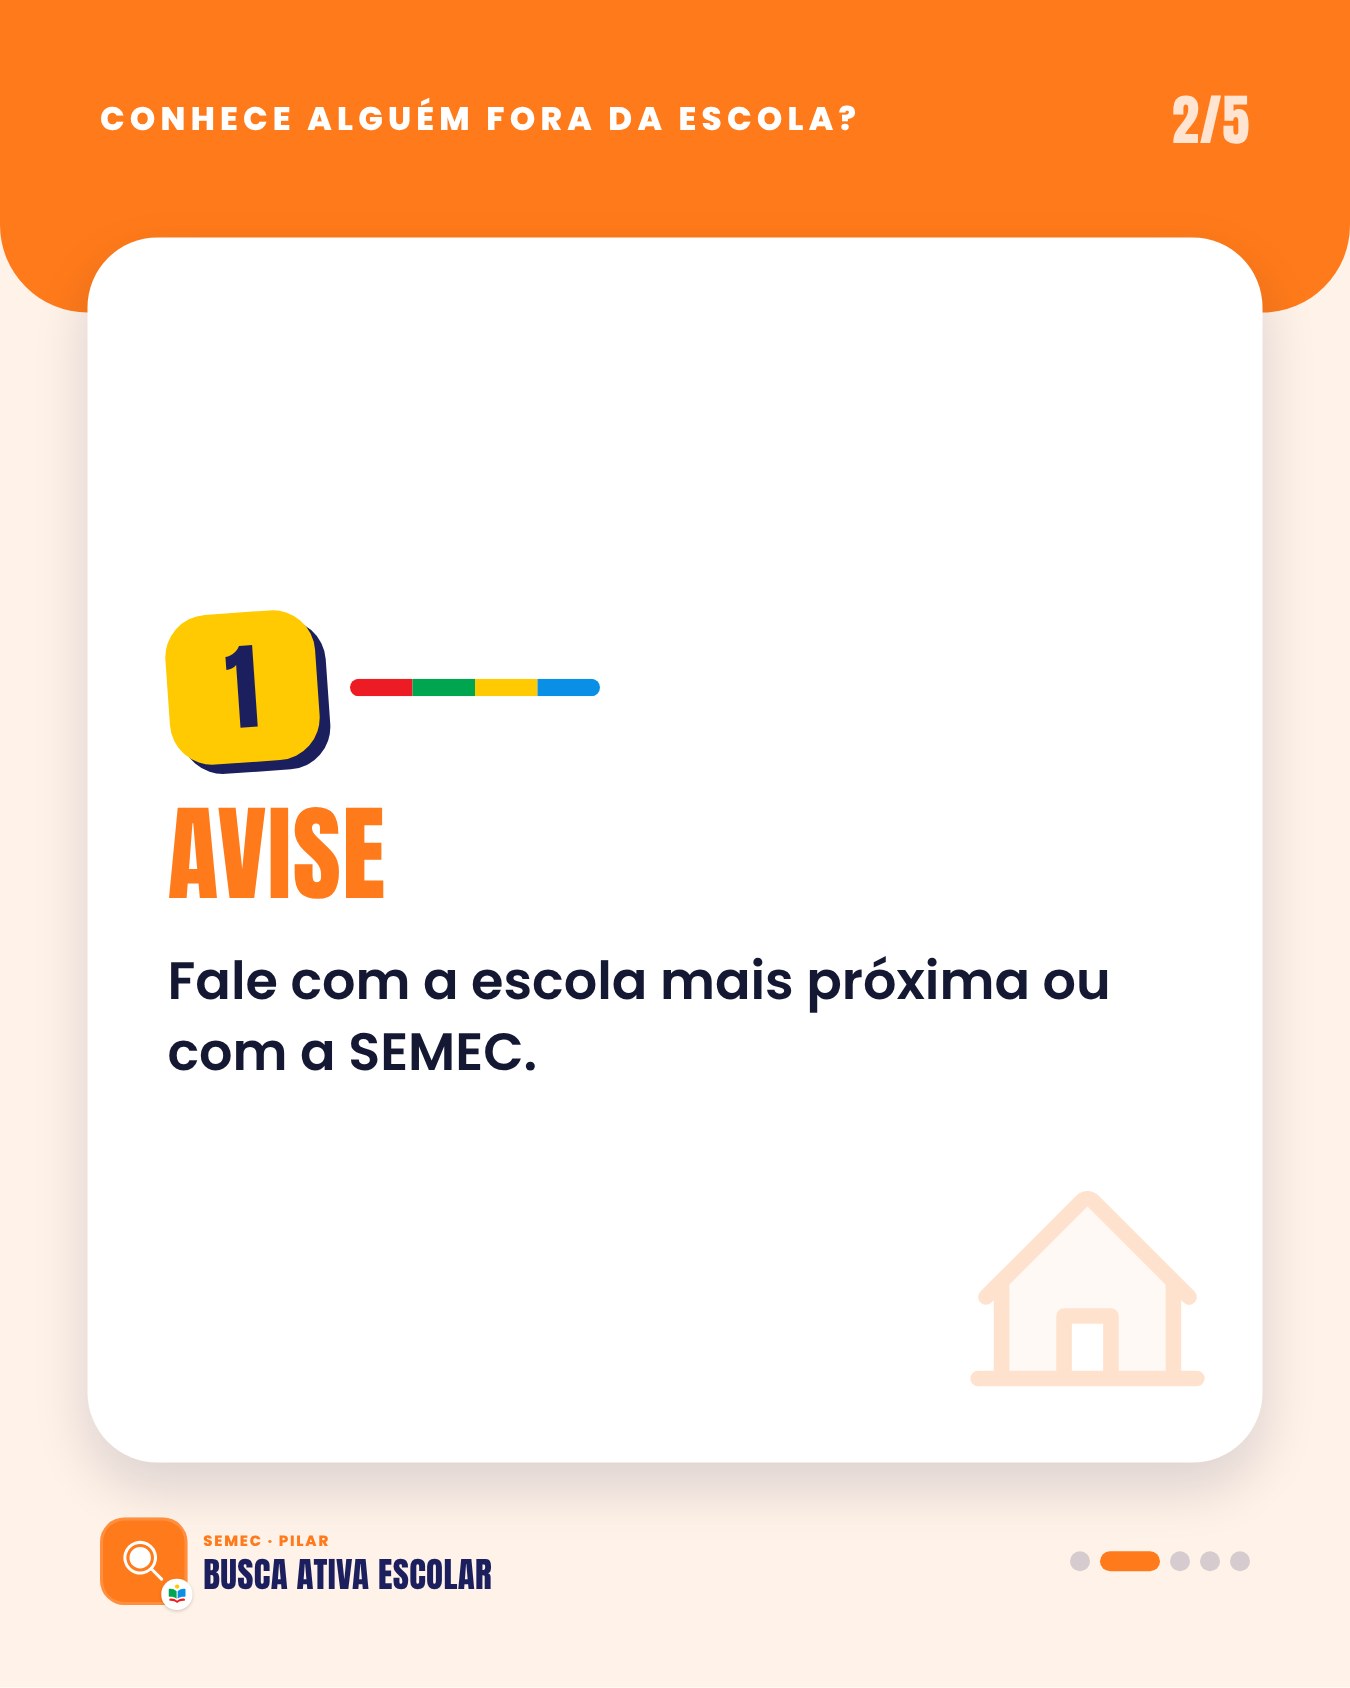 CONHECE ALGUÉM FORA DA ESCOLA?
2/5
1
AVISE
Fale com a escola mais próxima ou
com a SEMEC.
SEMEC · PILAR
BUSCA ATIVA ESCOLAR